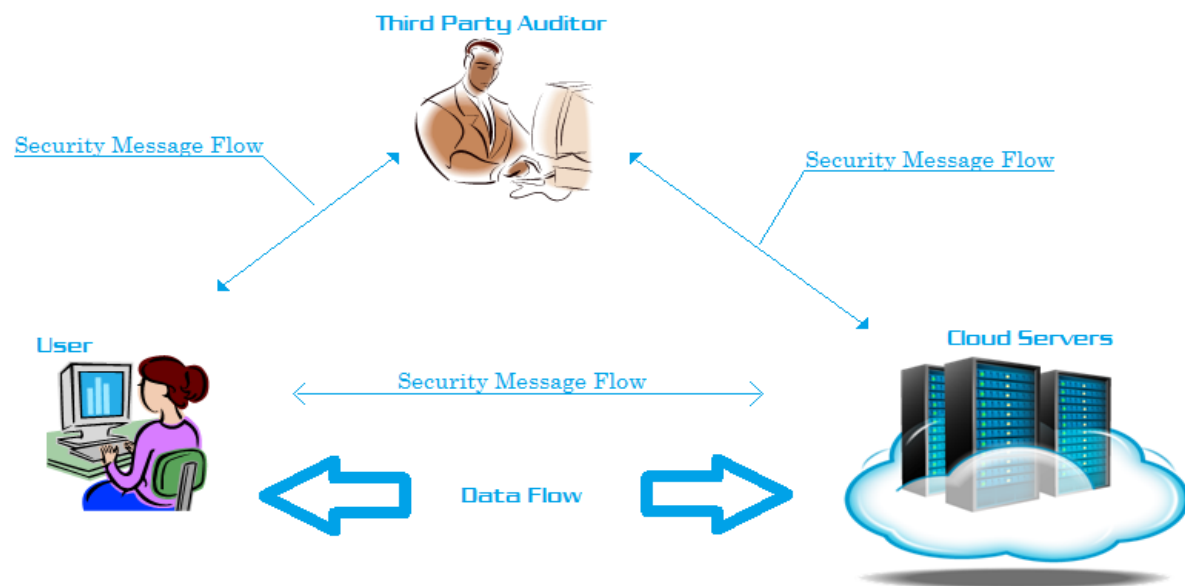 Third Party Auditor
Security Message Flow
Security Message Flow
User
Cloud Servers
Security Message Flow
Data Flow